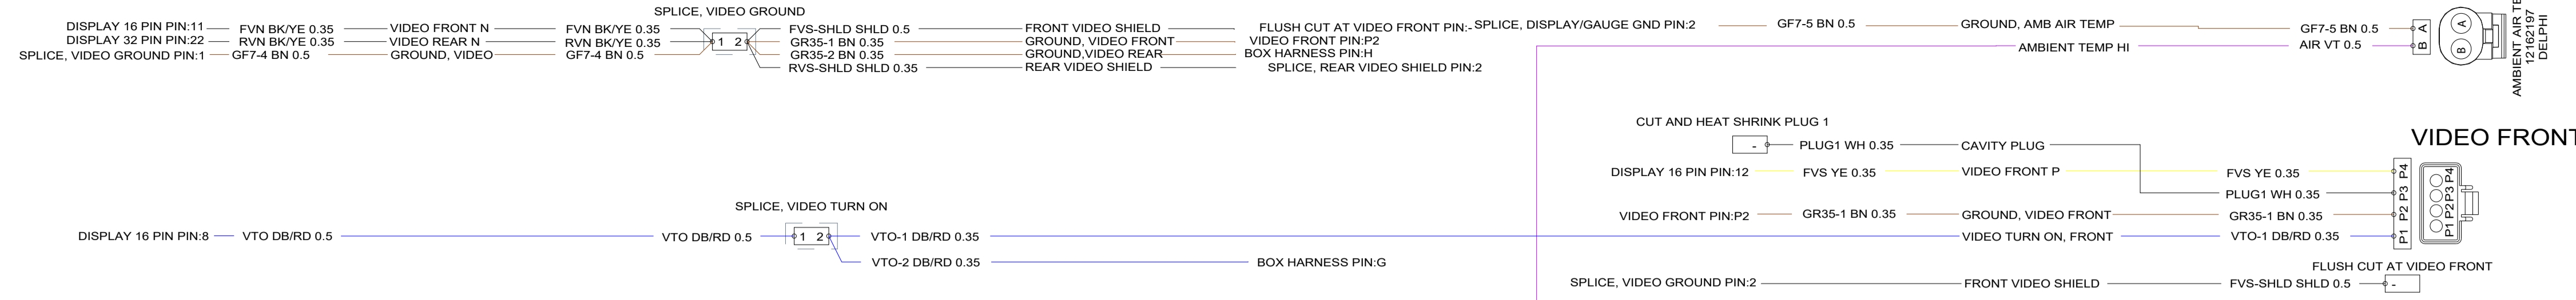 SPLICE, VIDEO GROUND
DISPLAY 16 PIN PIN:11 FVN BK/YE 0.35 VIDEO FRONT N FVN BK/YE 0.35
DISPLAY 32 PIN PIN:22 RVN BK/YE 0.35 VIDEO REAR N RVN BK/YE 0.35
SPLICE, VIDEO GROUND PIN:1 GF7-4 BN 0.5 GROUND, VIDEO GF7-4 BN 0.5
1 2
FVS-SHLD SHLD 0.5 FRONT VIDEO SHIELD FLUSH CUT AT VIDEO FRONT PIN:-
GR35-1 BN 0.35 GROUND, VIDEO FRONT VIDEO FRONT PIN:P2
GR35-2 BN 0.35 GROUND,VIDEO REAR BOX HARNESS PIN:H
RVS-SHLD SHLD 0.35 REAR VIDEO SHIELD SPLICE, REAR VIDEO SHIELD PIN:2
SPLICE, DISPLAY/GAUGE GND PIN:2 GF7-5 BN 0.5 GROUND, AMB AIR TEMP GF7-5 BN 0.5 A
AMBIENT TEMP HI AIR VT 0.5 B
A
B
AMBIENT AIR TE
12162197
DELPHI
CUT AND HEAT SHRINK PLUG 1
- PLUG1 WH 0.35 CAVITY PLUG
VIDEO FRONT
DISPLAY 16 PIN PIN:12 FVS YE 0.35 VIDEO FRONT P FVS YE 0.35 P4
PLUG1 WH 0.35 P3
VIDEO FRONT PIN:P2 GR35-1 BN 0.35 GROUND, VIDEO FRONT GR35-1 BN 0.35 P2
VIDEO TURN ON, FRONT VTO-1 DB/RD 0.35 P1
P1 P2 P3 P4
SPLICE, VIDEO TURN ON
DISPLAY 16 PIN PIN:8 VTO DB/RD 0.5 VTO DB/RD 0.5 1 2 VTO-1 DB/RD 0.35
VTO-2 DB/RD 0.35 BOX HARNESS PIN:G
FLUSH CUT AT VIDEO FRONT
SPLICE, VIDEO GROUND PIN:2 FRONT VIDEO SHIELD FVS-SHLD SHLD 0.5 -